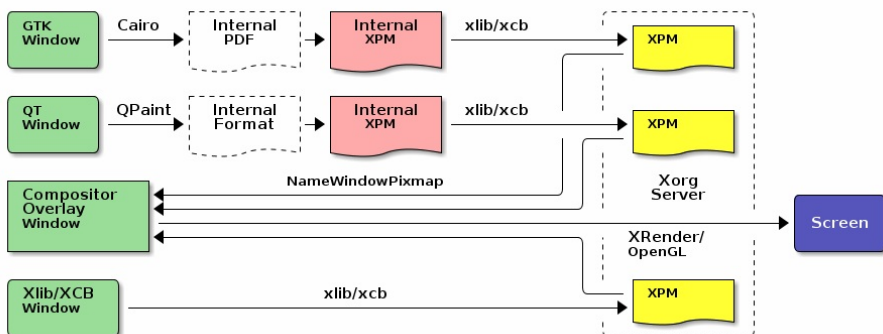 GTK
Window
Cairo
Internal
PDF
Internal
XPM
xlib/xcb
XPM
QT
Window
QPaint
Internal
Format
Internal
XPM
xlib/xcb
XPM
NameWindowPixmap
Compositor
Overlay
Window
Xorg
Server
Screen
XRender/
OpenGL
Xlib/XCB
Window
xlib/xcb
XPM